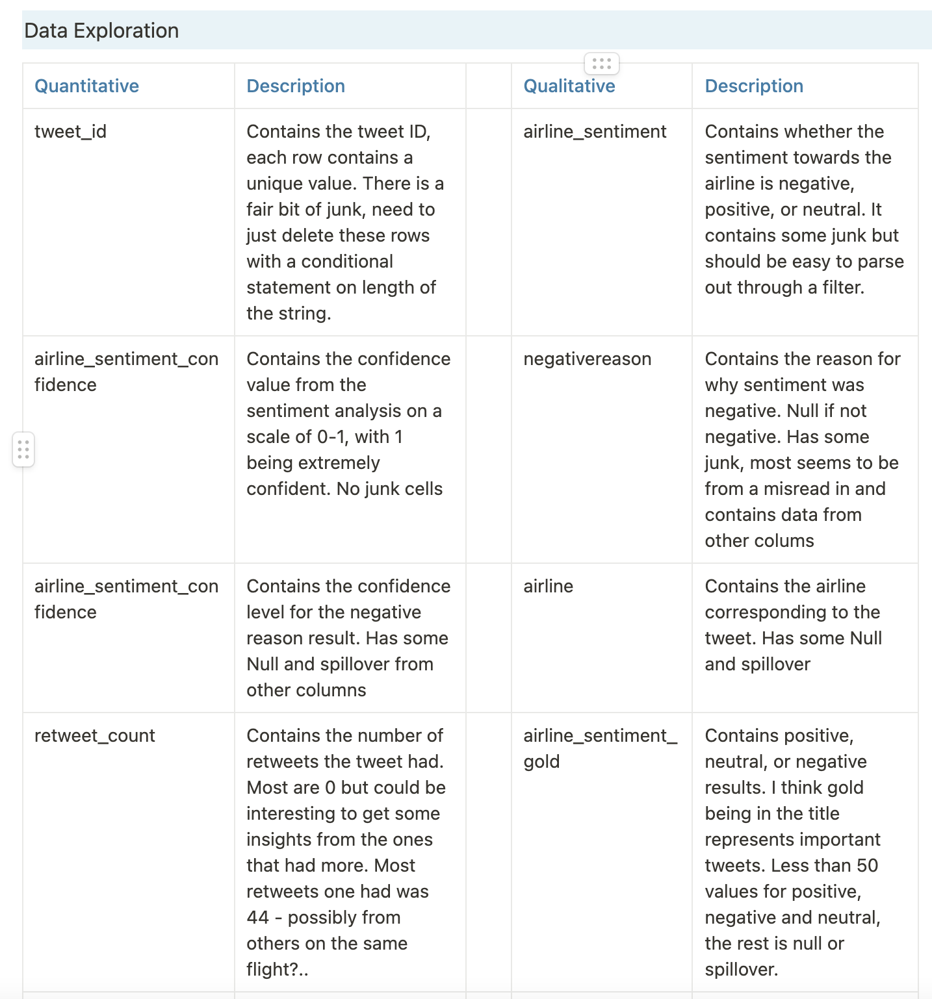 Data Exploration
Quantitative
Description
Qualitative
Description
tweet_id
Contains the tweet ID,
each row contains a
unique value. There is a
fair bit of junk, need to
just delete these rows
with a conditional
statement on length of
the string.
airline_sentiment
Contains whether the
sentiment towards the
airline is negative,
positive, or neutral. It
contains some junk but
should be easy to parse
out through a filter.
airline_sentiment_con
fidence
Contains the confidence
value from the
sentiment analysis on a
scale of 0-1, with 1
being extremely
confident. No junk cells
negativereason
Contains the reason for
why sentiment was
negative. Null if not
negative. Has some
junk, most seems to be
from a misread in and
contains data from
other colums
airline_sentiment_con
fidence
Contains the confidence
level for the negative
reason result. Has some
Null and spillover from
other columns
airline
Contains the airline
corresponding to the
tweet. Has some Null
and spillover
retweet_count
Contains the number of
retweets the tweet had.
Most are 0 but could be
interesting to get some
insights from the ones
that had more. Most
retweets one had was
44 - possibly from
others on the same
flight?..
airline_sentiment_
gold
Contains positive,
neutral, or negative
results. I think gold
being in the title
represents important
tweets. Less than 50
values for positive,
negative and neutral,
the rest is null or
spillover.